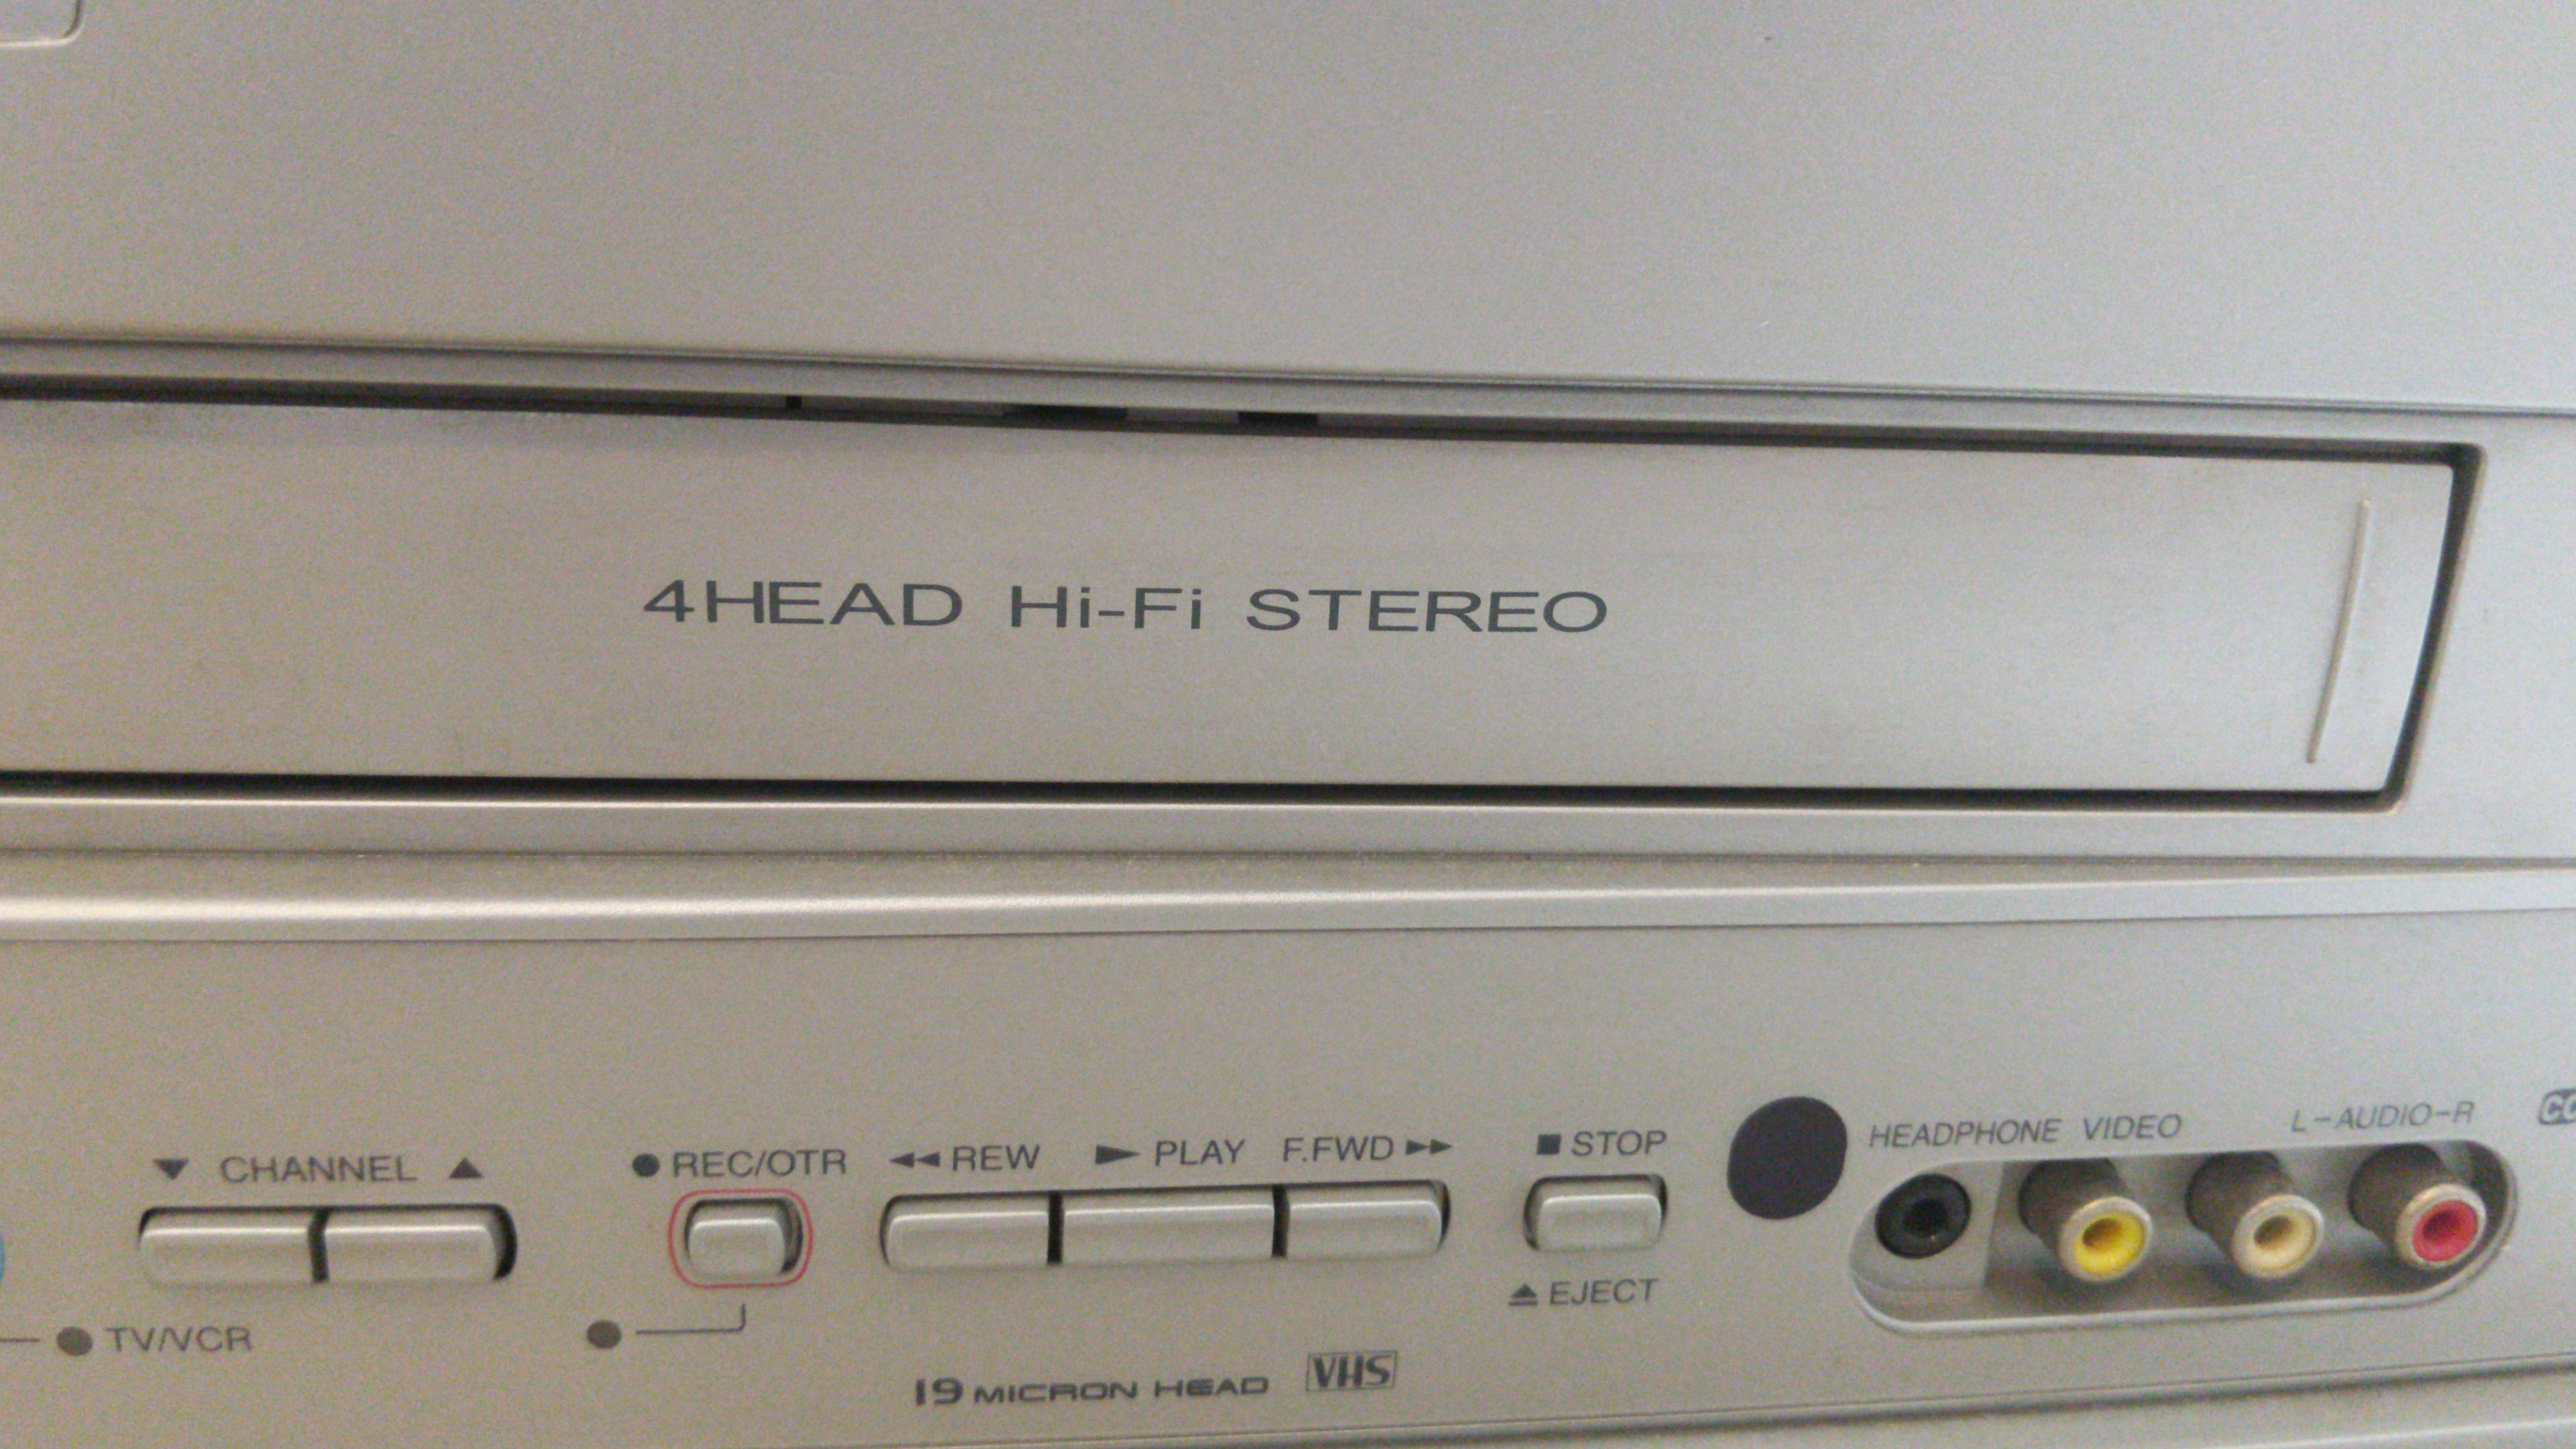 4HEAD Hi-Fi STEREO
▼ CHANNEL ▲
● REC/OTR
◀◀ REW
▶ PLAY
F.FWD ▶▶
■ STOP
HEADPHONE
VIDEO
L-AUDIO-R
CC
⏏ EJECT
● TV/VCR
19 MICRON HEAD
VHS